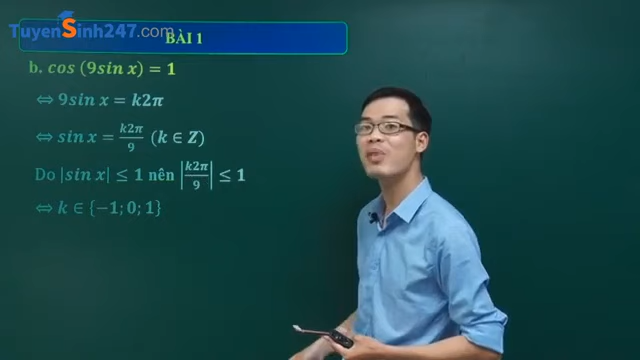 TuyenSinh247.com
BÀI 1
b. cos (9sin x) = 1
⇔ 9sin x = k2π
⇔ sin x = k2π/9 (k ∈ Z)
Do |sin x| ≤ 1 nên |k2π/9| ≤ 1
⇔ k ∈ {−1; 0; 1}